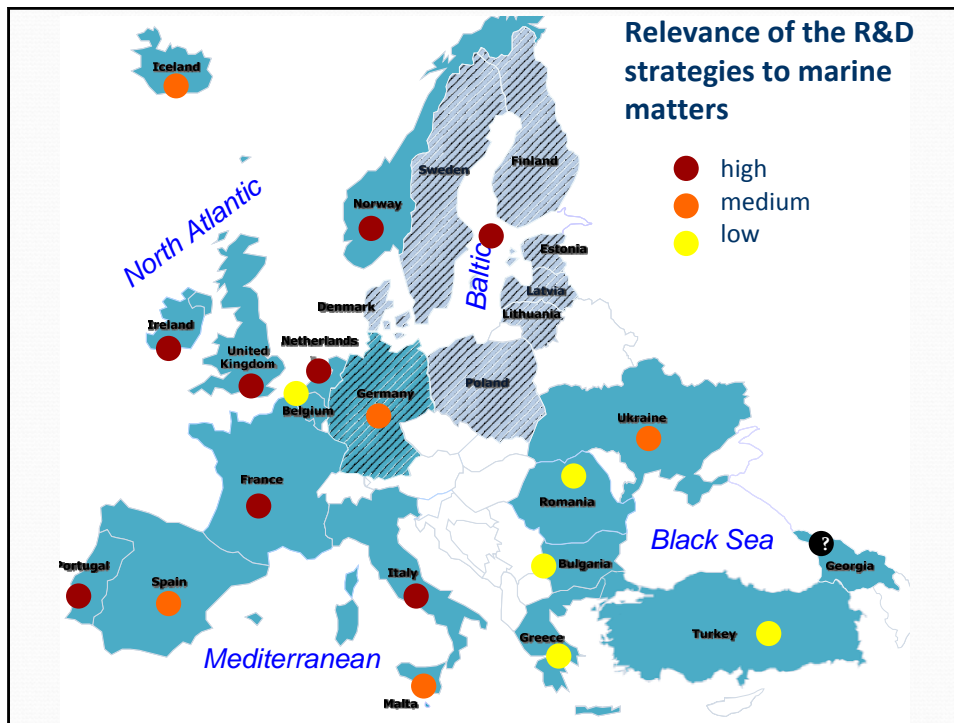 Relevance of the R&D
strategies to marine
matters
high
medium
low
Iceland
North Atlantic
Sweden
Finland
Norway
Baltic
Estonia
Latvia
Lithuania
Denmark
Ireland
United
Kingdom
Netherlands
Belgium
Germany
Poland
Ukraine
France
Romania
Black Sea
?
Georgia
Bulgaria
Portugal
Spain
Italy
Greece
Turkey
Mediterranean
Malta